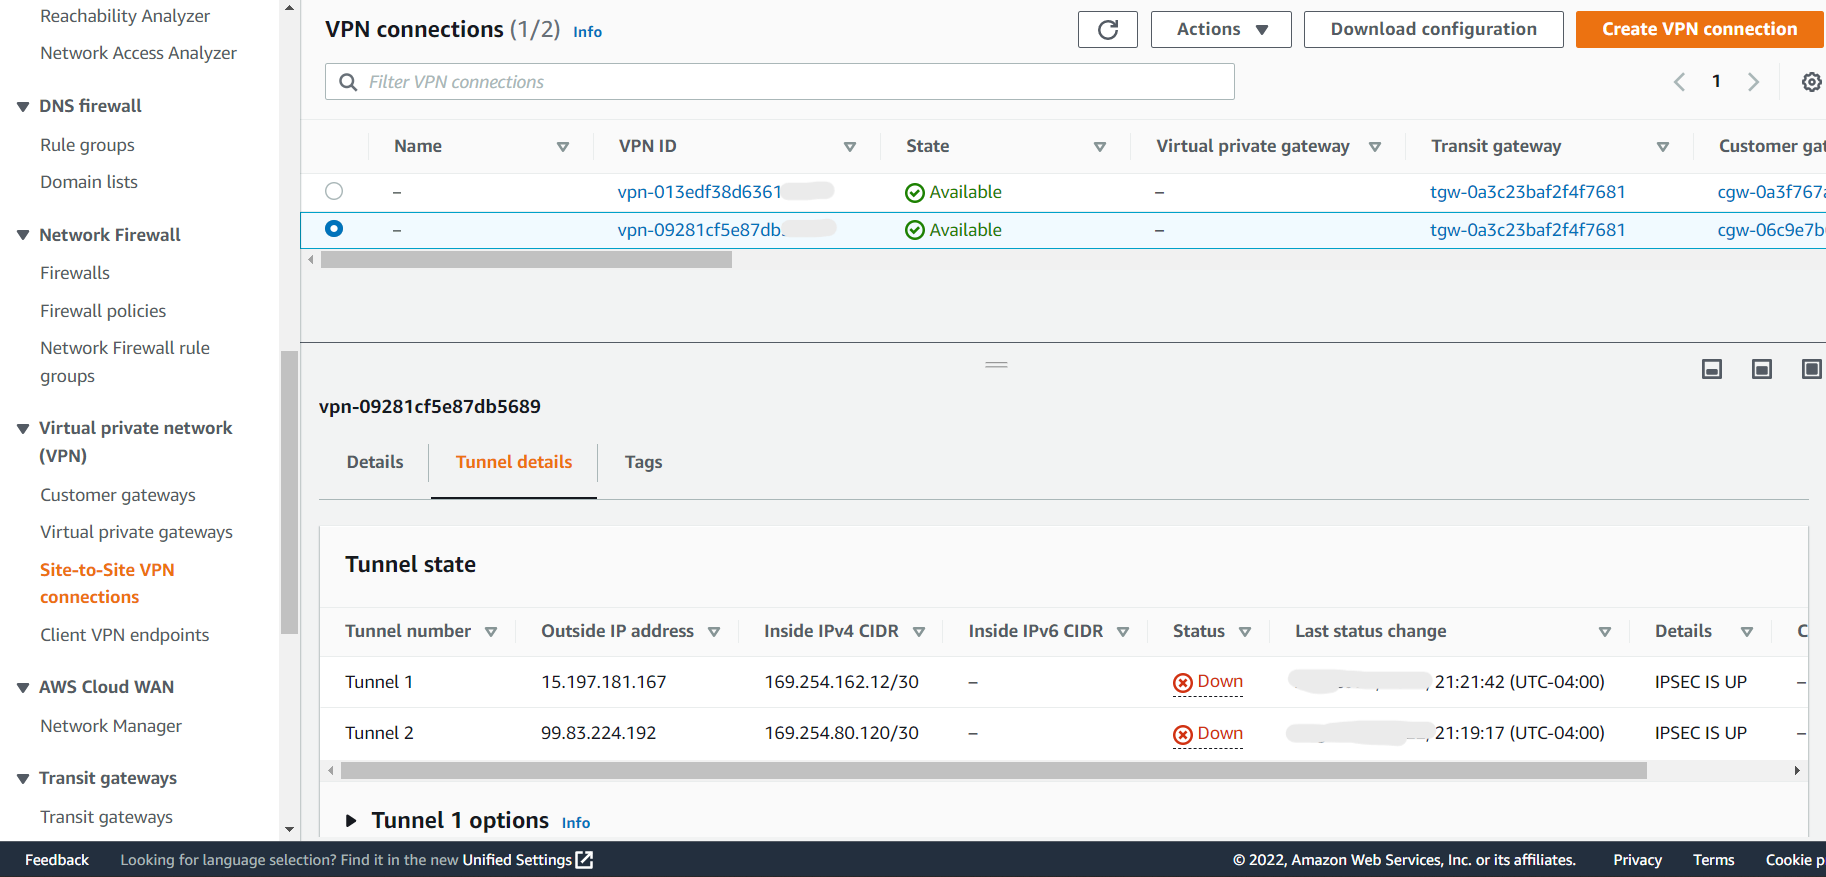 Reachability Analyzer
Network Access Analyzer
DNS firewall
Rule groups
Domain lists
Network Firewall
Firewalls
Firewall policies
Network Firewall rule
groups
Virtual private network
(VPN)
Customer gateways
Virtual private gateways
Site-to-Site VPN
connections
Client VPN endpoints
AWS Cloud WAN
Network Manager
Transit gateways
Transit gateways
VPN connections (1/2) Info
Actions
Download configuration
Create VPN connection
Filter VPN connections
1
Name VPN ID State Virtual private gateway Transit gateway Customer gat
– vpn-013edf38d6361 Available – tgw-0a3c23baf2f4f7681 cgw-0a3f767a
– vpn-09281cf5e87db Available – tgw-0a3c23baf2f4f7681 cgw-06c9e7b
vpn-09281cf5e87db5689
Details Tunnel details Tags
Tunnel state
Tunnel number Outside IP address Inside IPv4 CIDR Inside IPv6 CIDR Status Last status change Details C
Tunnel 1 15.197.181.167 169.254.162.12/30 – Down 21:21:42 (UTC-04:00) IPSEC IS UP –
Tunnel 2 99.83.224.192 169.254.80.120/30 – Down 21:19:17 (UTC-04:00) IPSEC IS UP –
Tunnel 1 options Info
Feedback Looking for language selection? Find it in the new Unified Settings © 2022, Amazon Web Services, Inc. or its affiliates. Privacy Terms Cookie p